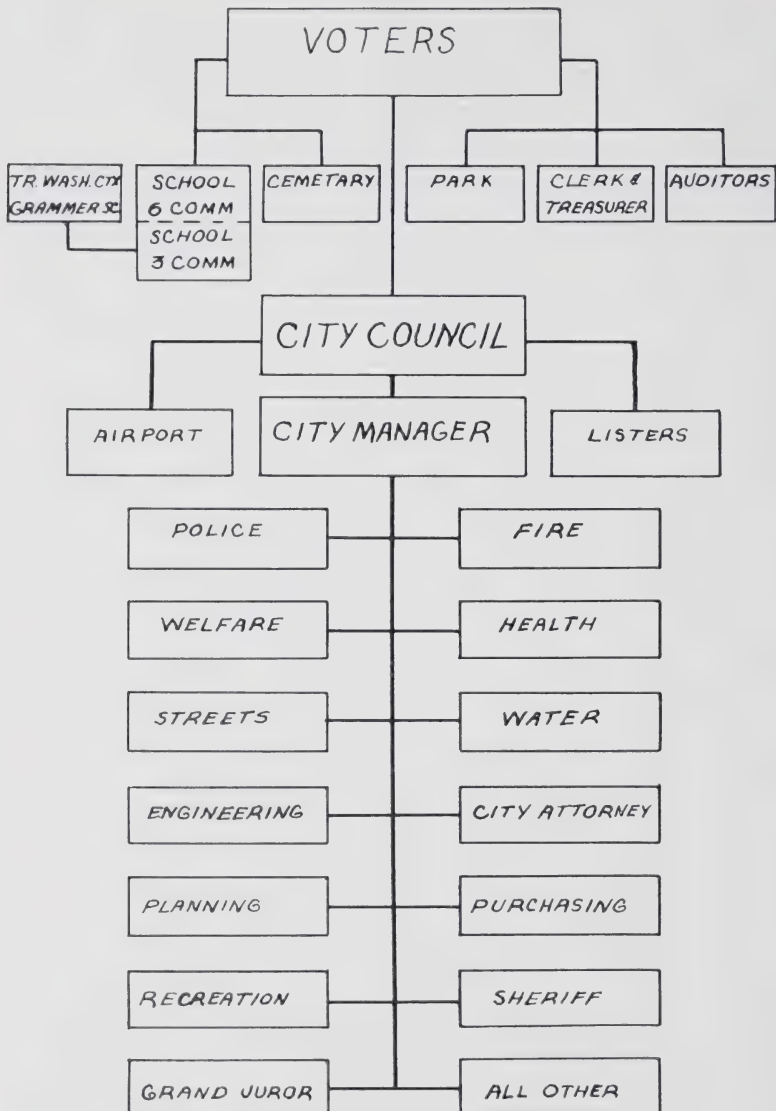 VOTERS
TR. WASH. CTY
GRAMMER SC.
SCHOOL
6 COMM
SCHOOL
3 COMM
CEMETARY
PARK
CLERK &
TREASURER
AUDITORS
CITY COUNCIL
AIRPORT
CITY MANAGER
LISTERS
POLICE
FIRE
WELFARE
HEALTH
STREETS
WATER
ENGINEERING
CITY ATTORNEY
PLANNING
PURCHASING
RECREATION
SHERIFF
GRAND JUROR
ALL OTHER